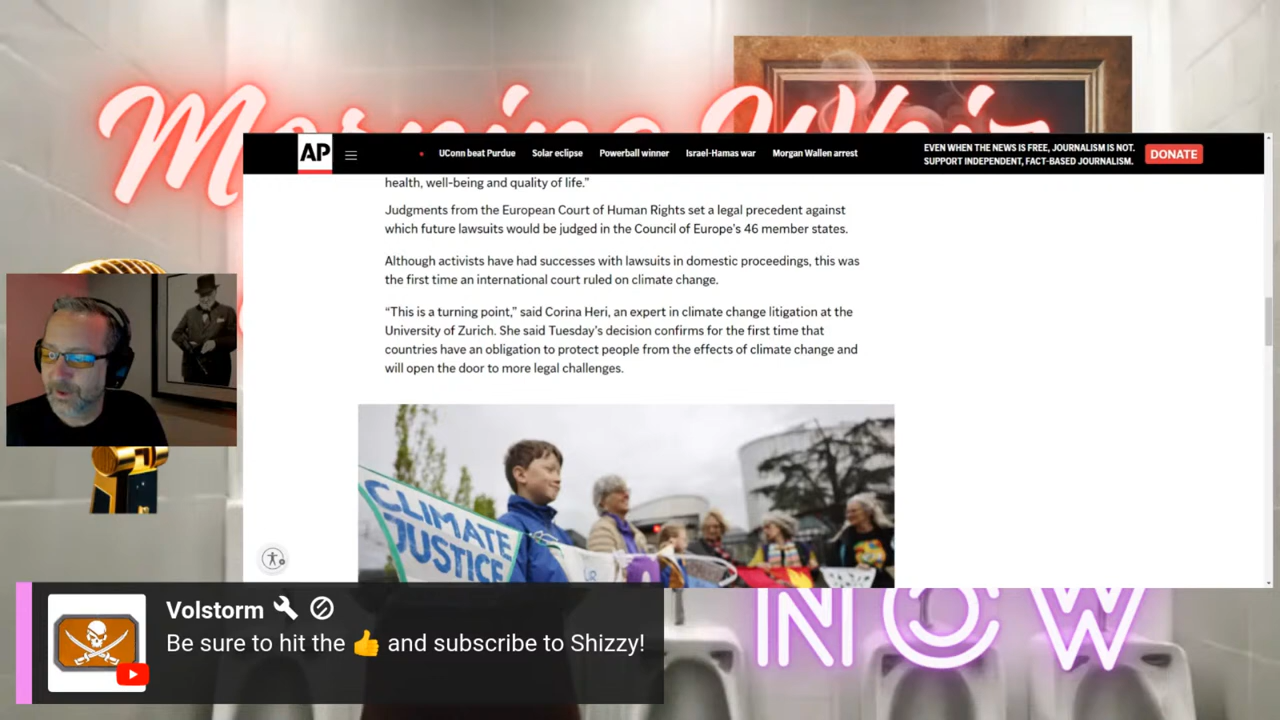 Morning Whiz
AP
UConn beat Purdue
Solar eclipse
Powerball winner
Israel-Hamas war
Morgan Wallen arrest
EVEN WHEN THE NEWS IS FREE, JOURNALISM IS NOT.
SUPPORT INDEPENDENT, FACT-BASED JOURNALISM.
DONATE
health, well-being and quality of life."
Judgments from the European Court of Human Rights set a legal precedent against
which future lawsuits would be judged in the Council of Europe's 46 member states.
Although activists have had successes with lawsuits in domestic proceedings, this was
the first time an international court ruled on climate change.
“This is a turning point,” said Corina Heri, an expert in climate change litigation at the
University of Zurich. She said Tuesday’s decision confirms for the first time that
countries have an obligation to protect people from the effects of climate change and
will open the door to more legal challenges.
CLIMATE
JUSTICE
Volstorm
Be sure to hit the 👍 and subscribe to Shizzy!
NOW